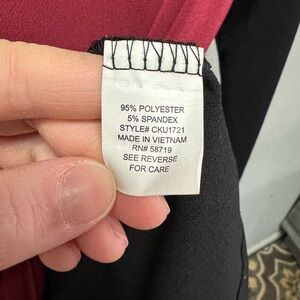 95% POLYESTER
5% SPANDEX
STYLE# CKU1721
MADE IN VIETNAM
RN# 58719
SEE REVERSE
FOR CARE